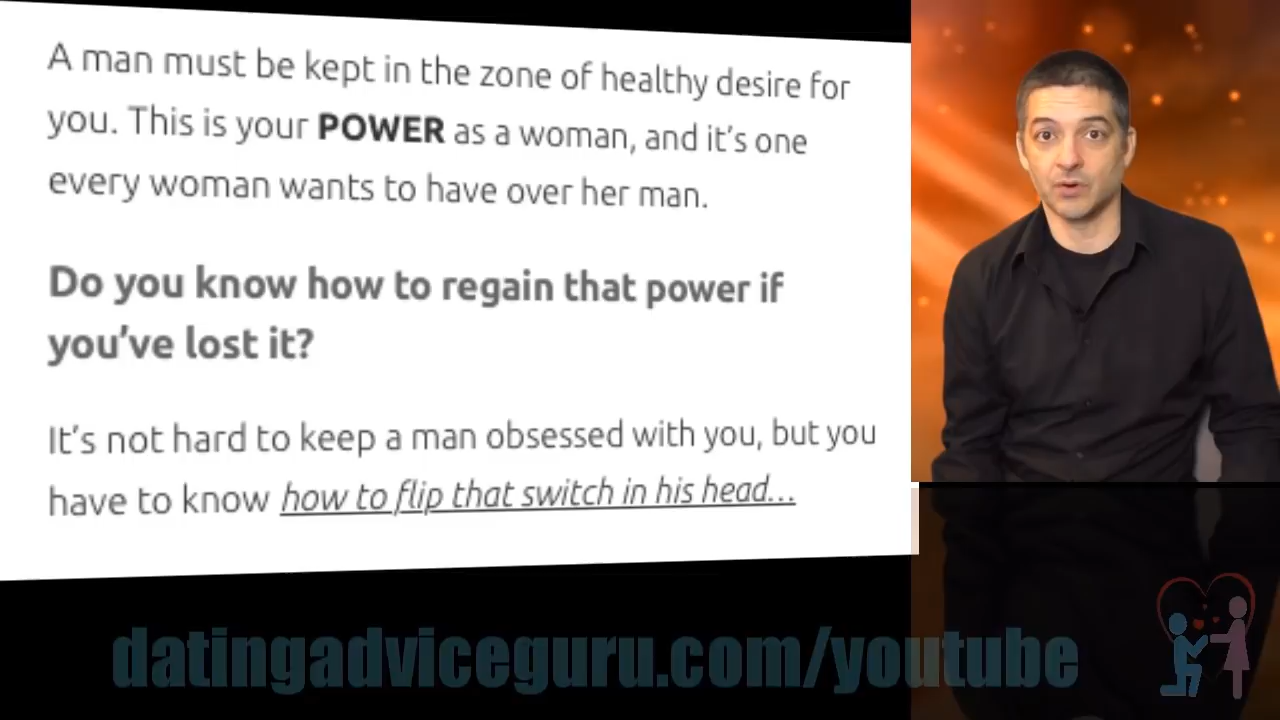 A man must be kept in the zone of healthy desire for
you. This is your POWER as a woman, and it's one
every woman wants to have over her man.
Do you know how to regain that power if
you've lost it?
It's not hard to keep a man obsessed with you, but you
have to know how to flip that switch in his head...
datingadviceguru.com/youtube